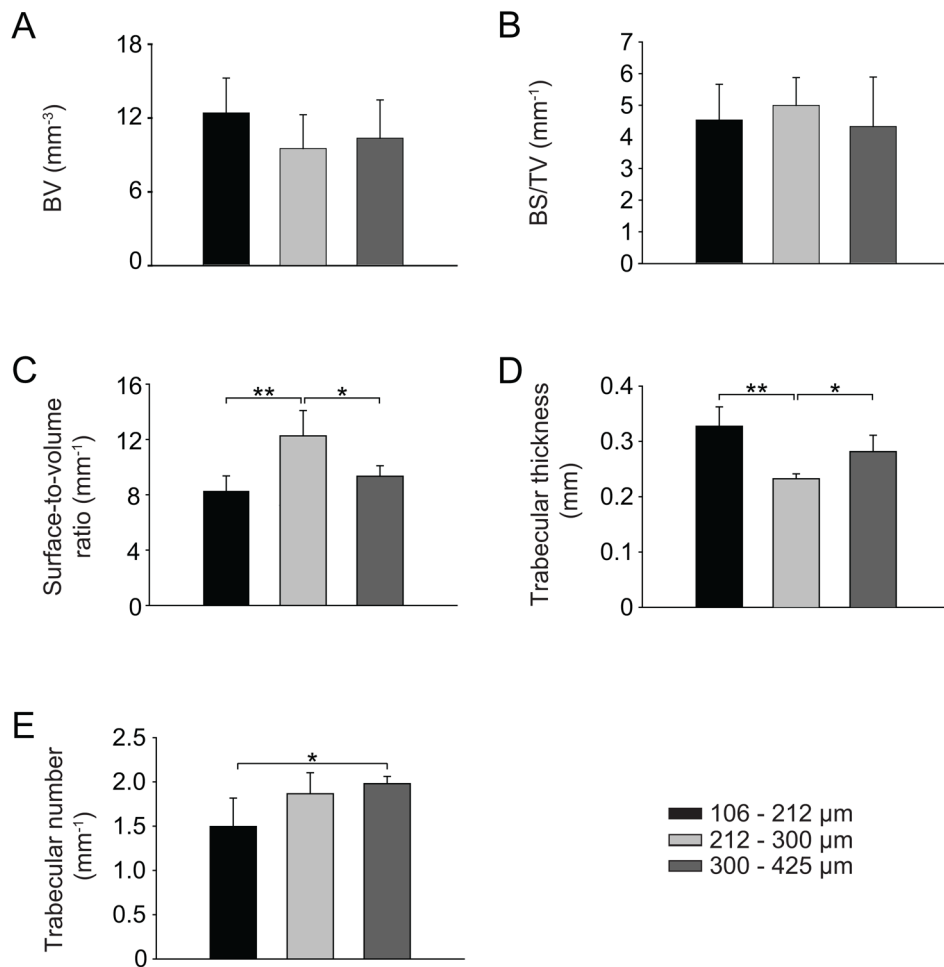 A
BV (mm⁻³)
18
12
6
0
B
BS/TV (mm⁻¹)
7
6
5
4
3
2
1
0
C
Surface-to-volume
ratio (mm⁻¹)
16
12
8
4
0
** *
D
Trabecular thickness
(mm)
0.4
0.3
0.2
0.1
0
** *
E
Trabecular number
(mm⁻¹)
2.5
2.0
1.5
1.0
0.5
0
*
106 - 212 µm
212 - 300 µm
300 - 425 µm